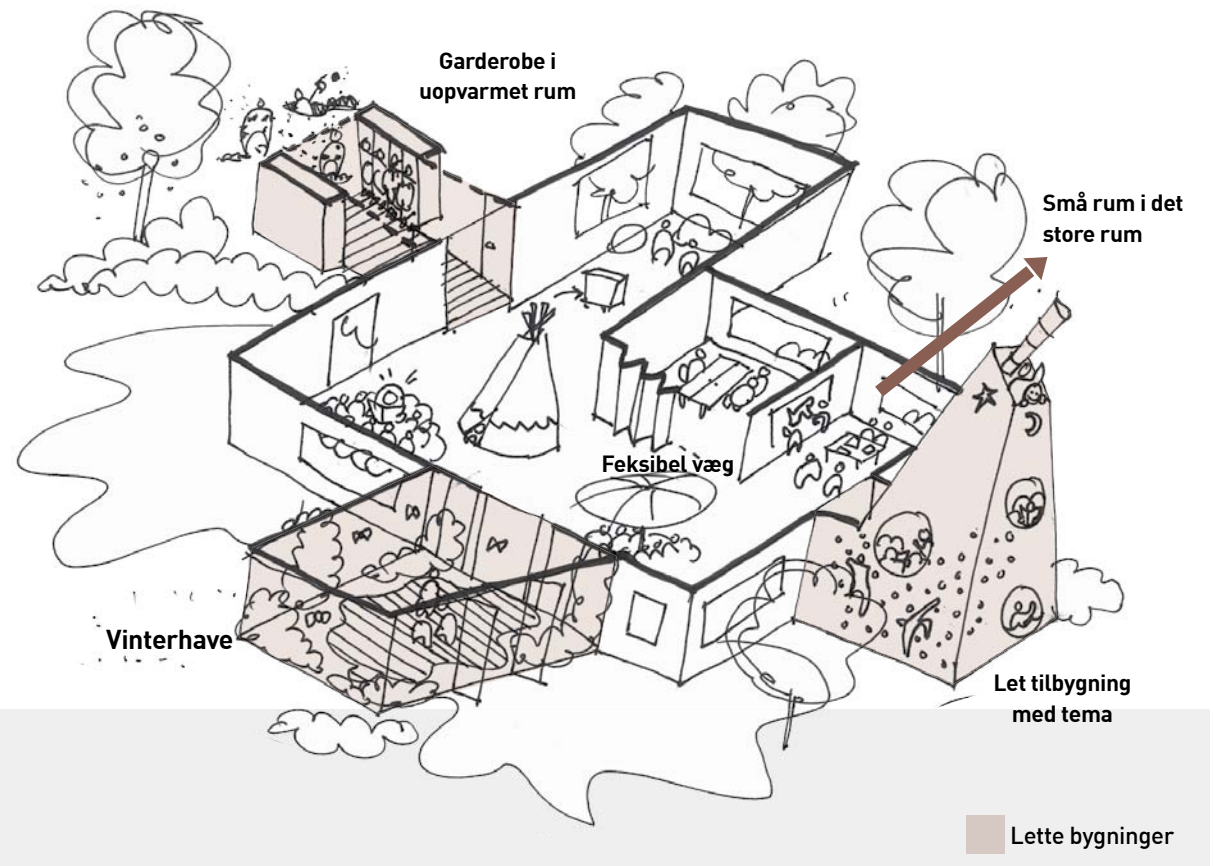 Garderobe i
uopvarmet rum
Små rum i det
store rum
Feksibel væg
Vinterhave
Let tilbygning
med tema
Lette bygninger